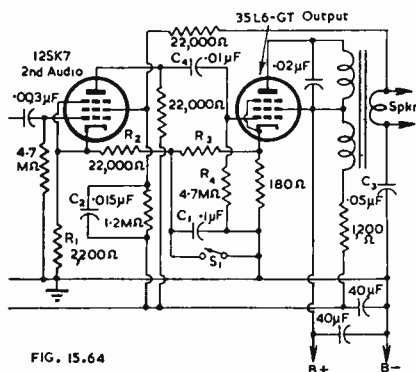 35L6-GT Output
12SK7
2nd Audio
22,000Ω
C4 .01µF
.02µF
.003µF
22,000
Ω
Spkr
R2
22,000Ω
R3
4.7
MΩ
R4
4.7MΩ
180Ω
C3
C2 .015µF
1.2MΩ
.05µF
C1 .1µF
1200
Ω
R1
2200Ω
S1
40µF
40µF
FIG. 15.64
B+
B-